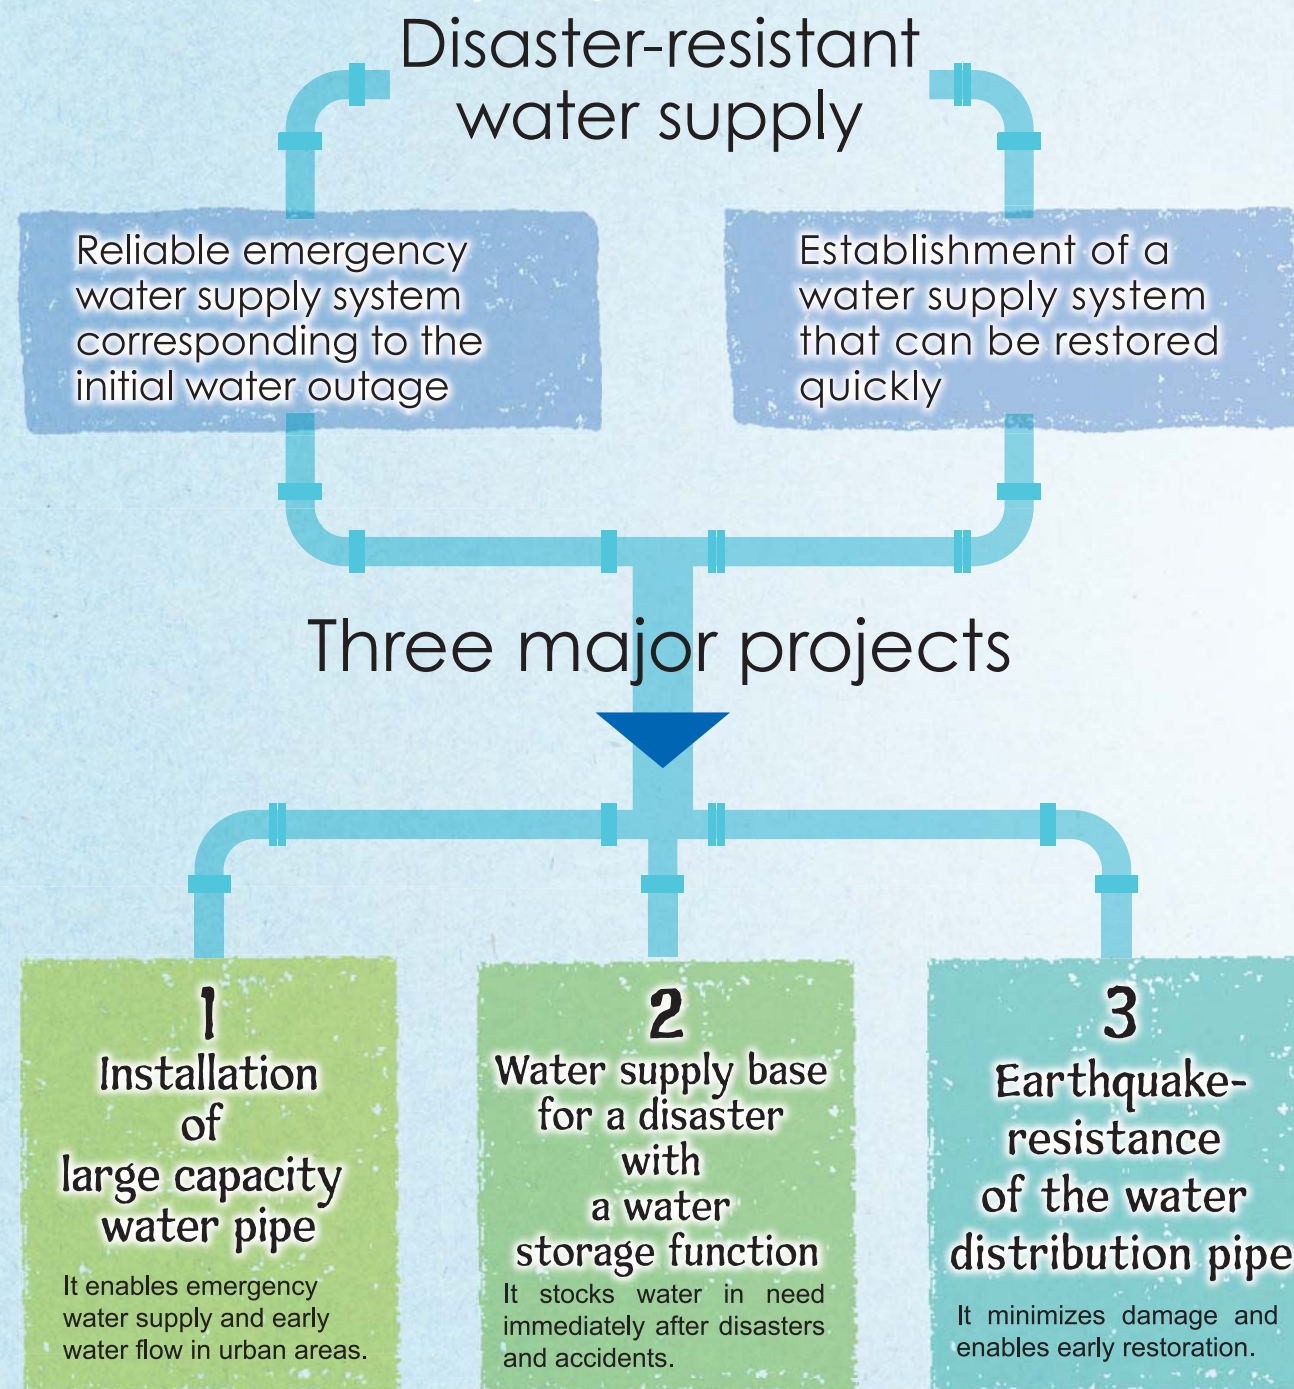 Disaster-resistant
water supply
Reliable emergency
water supply system
corresponding to the
initial water outage
Establishment of a
water supply system
that can be restored
quickly
Three major projects
1
Installation
of
large capacity
water pipe
It enables emergency
water supply and early
water flow in urban areas.
2
Water supply base
for a disaster
with
a water
storage function
It stocks water in need
immediately after disasters
and accidents.
3
Earthquake-
resistance
of the water
distribution pipe
It minimizes damage and
enables early restoration.